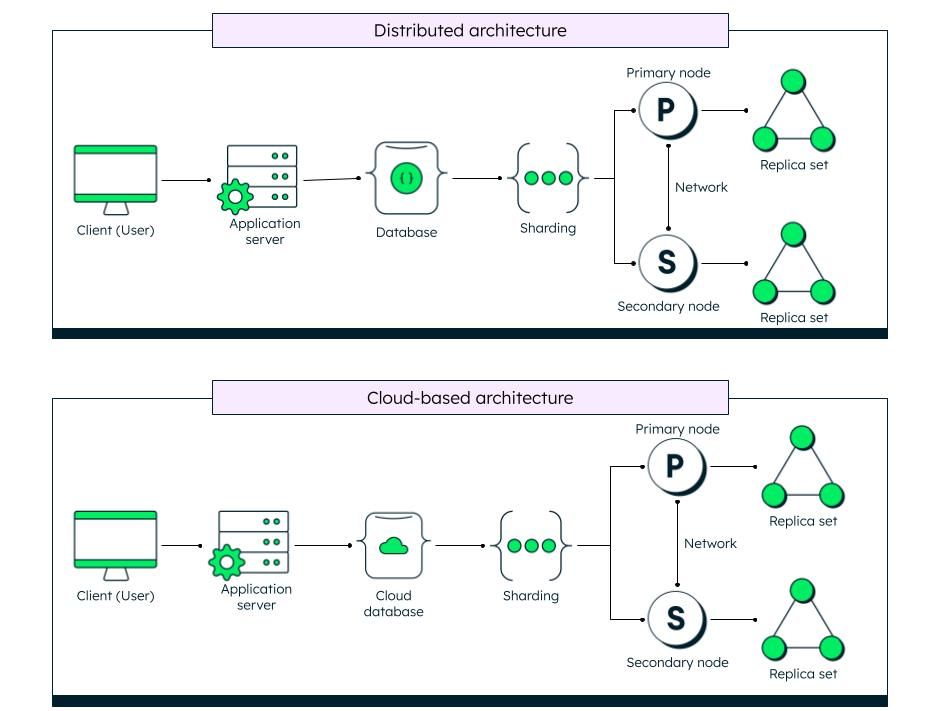 Distributed architecture
Primary node
P
Replica set
Network
{ }
Client (User)
Application
server
Database
Sharding
S
Secondary node
Replica set
Cloud-based architecture
Primary node
P
Replica set
Network
Client (User)
Application
server
Cloud
database
Sharding
S
Secondary node
Replica set